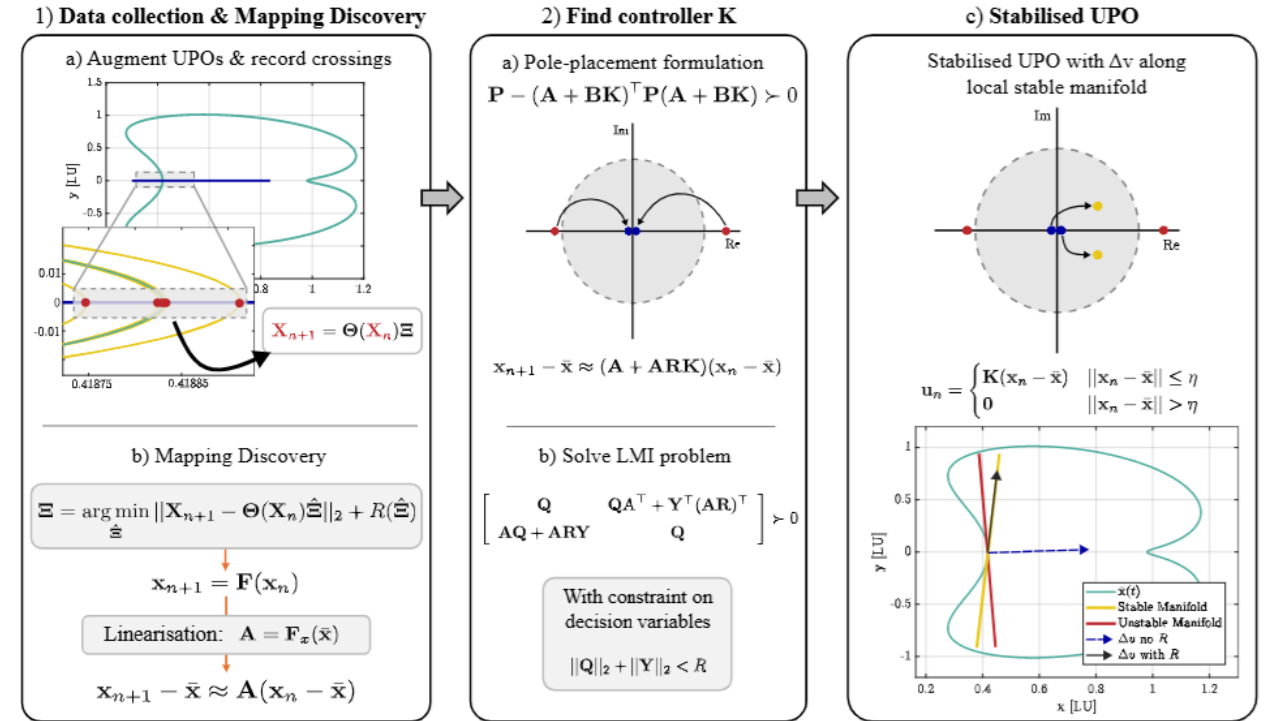 1) Data collection & Mapping Discovery
a) Augment UPOs & record crossings
1.5
1
0.5
0
-0.5
y [LU]
0.8
1
1.2
0.01
0
-0.01
0.41875
0.41885
X_{n+1} = Θ(X_n)Ξ
b) Mapping Discovery
Ξ = arg min_{Ξ̂} ||X_{n+1} − Θ(X_n)Ξ̂||_2 + R(Ξ̂)
x_{n+1} = F(x_n)
Linearisation: A = F_x(x̄)
x_{n+1} − x̄ ≈ A(x_n − x̄)
2) Find controller K
a) Pole-placement formulation
P − (A + BK)^⊤P(A + BK) ≻ 0
Im
Re
x_{n+1} − x̄ ≈ (A + ARK)(x_n − x̄)
b) Solve LMI problem
[ Q QA^⊤ + Y^⊤(AR)^⊤
AQ + ARY Q ] ≻ 0
With constraint on
decision variables
||Q||_2 + ||Y||_2 < R
c) Stabilised UPO
Stabilised UPO with Δv along
local stable manifold
Im
Re
u_n = { K(x_n − x̄) ||x_n − x̄|| ≤ η
0 ||x_n − x̄|| > η
1
0.5
0
-0.5
-1
y [LU]
x̄(t)
Stable Manifold
Unstable Manifold
Δv no R
Δv with R
0.2
0.4
0.6
0.8
1
1.2
x [LU]